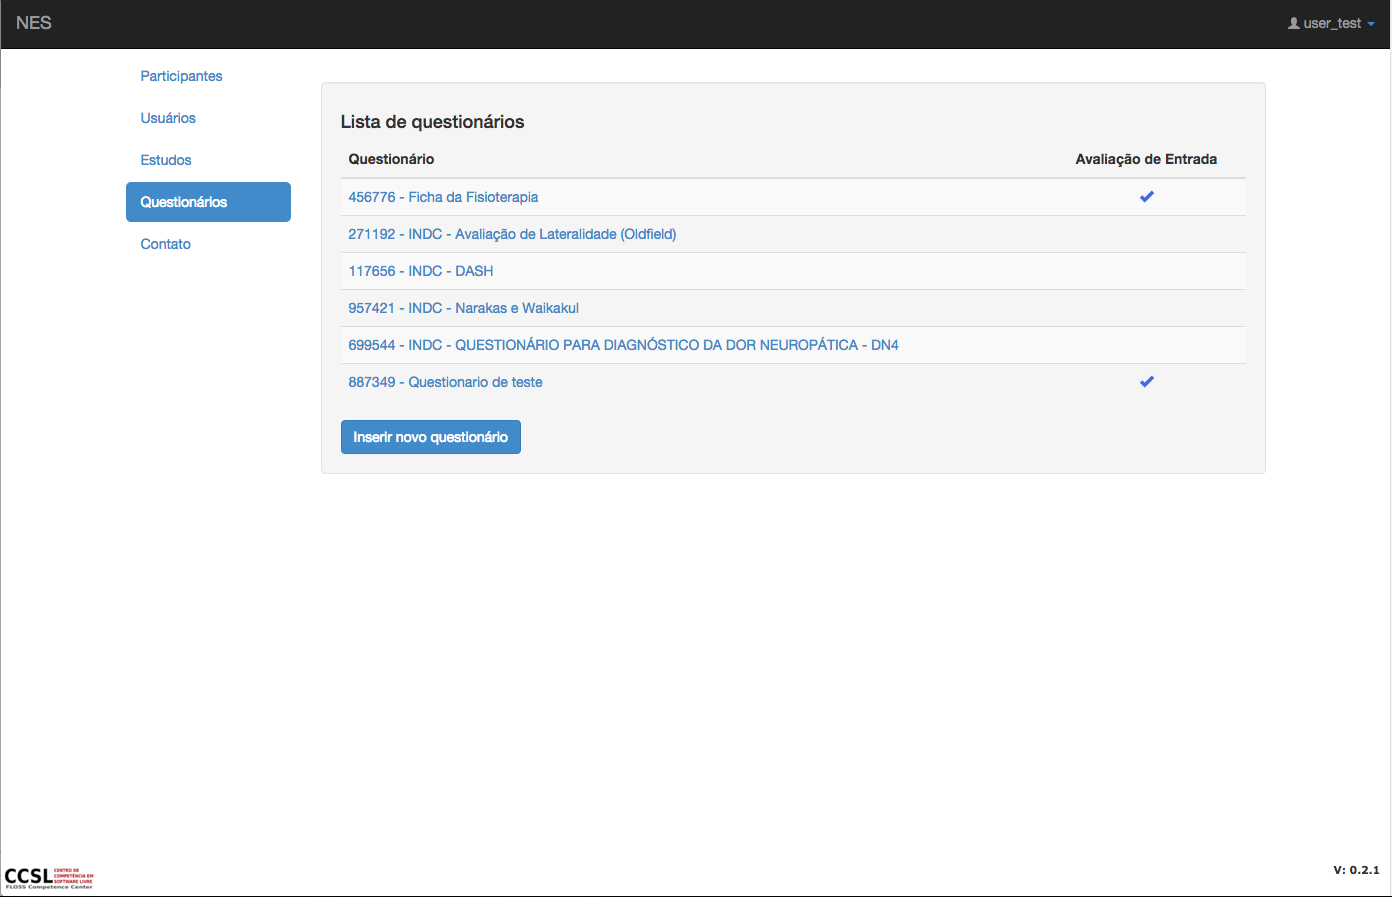 NES
user_test
Participantes
Usuários
Estudos
Questionários
Contato
Lista de questionários
Questionário Avaliação de Entrada
456776 - Ficha da Fisioterapia
271192 - INDC - Avaliação de Lateralidade (Oldfield)
117656 - INDC - DASH
957421 - INDC - Narakas e Waikakul
699544 - INDC - QUESTIONÁRIO PARA DIAGNÓSTICO DA DOR NEUROPÁTICA - DN4
887349 - Questionario de teste
Inserir novo questionário
CCSL
CENTRO DE
COMPETÊNCIA EM
SOFTWARE LIVRE
FLOSS Competence Center
V: 0.2.1